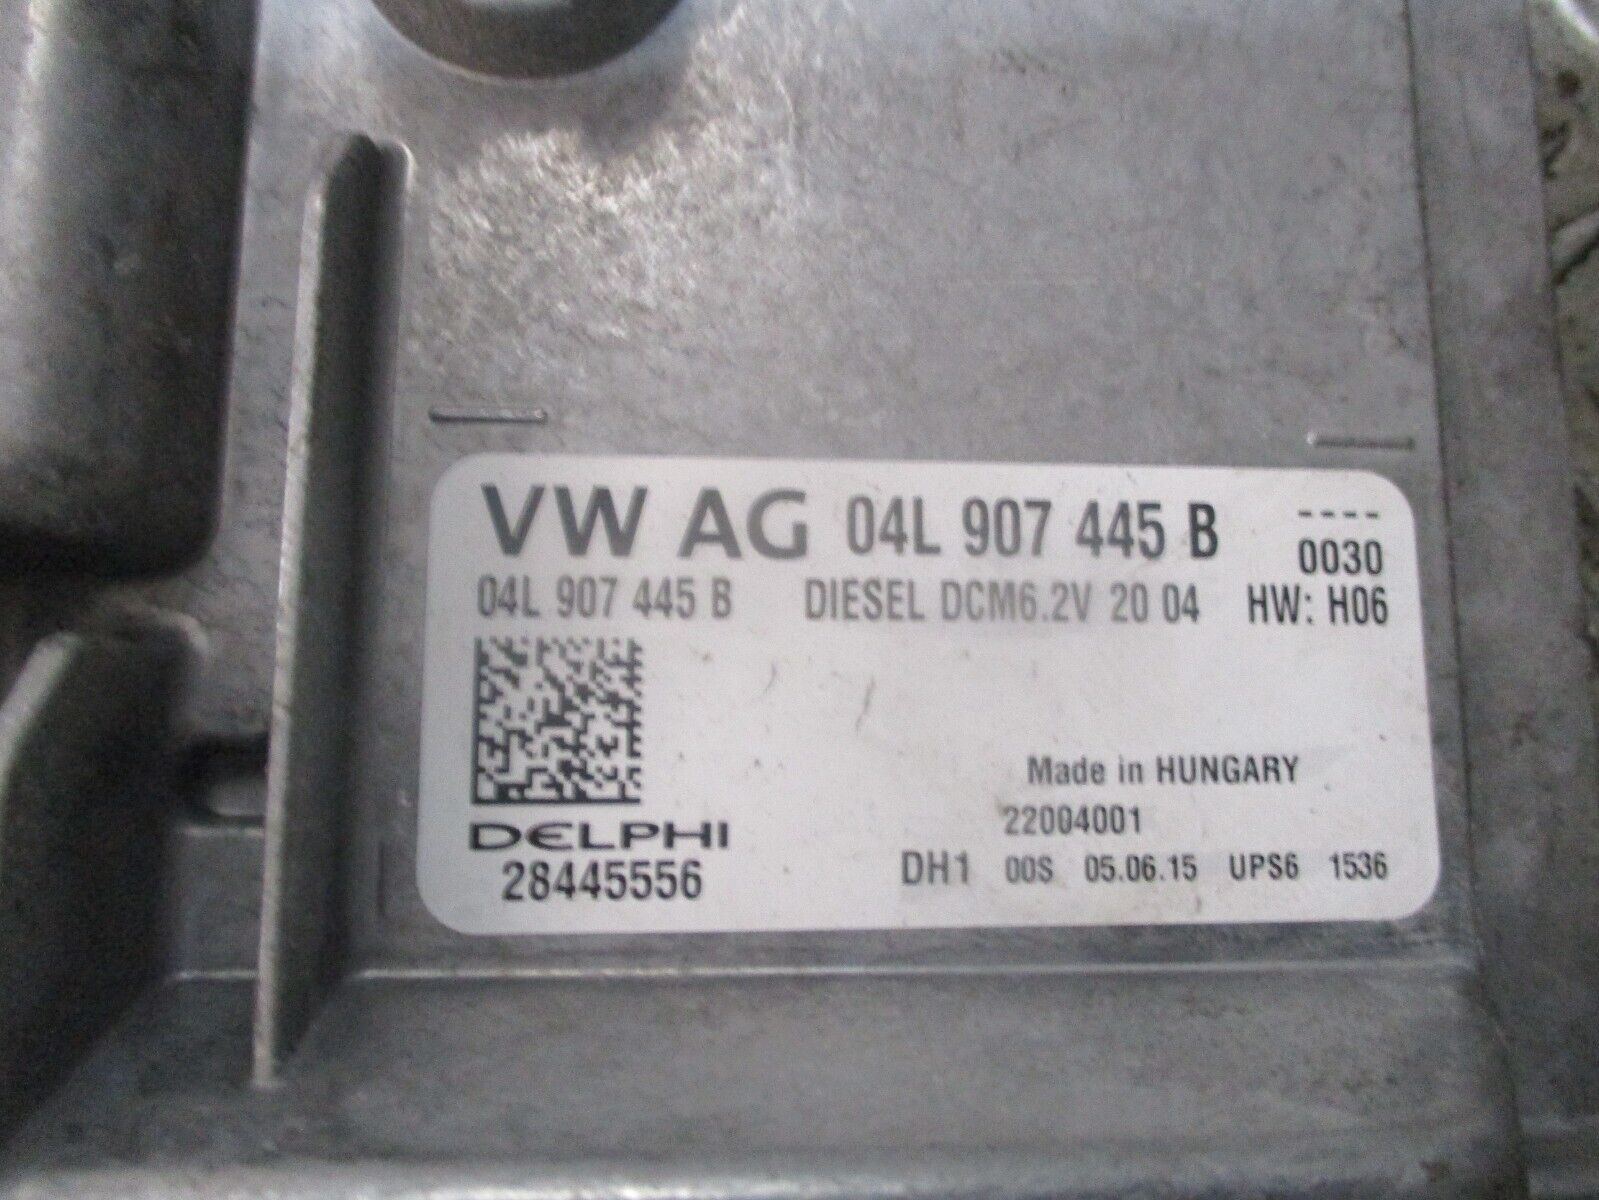 VW AG 04L 907 445 B ----
0030
04L 907 445 B DIESEL DCM6.2V 20 04 HW: H06
Made in HUNGARY
22004001
DELPHI
28445556
DH1 00S 05.06.15 UPS6 1536